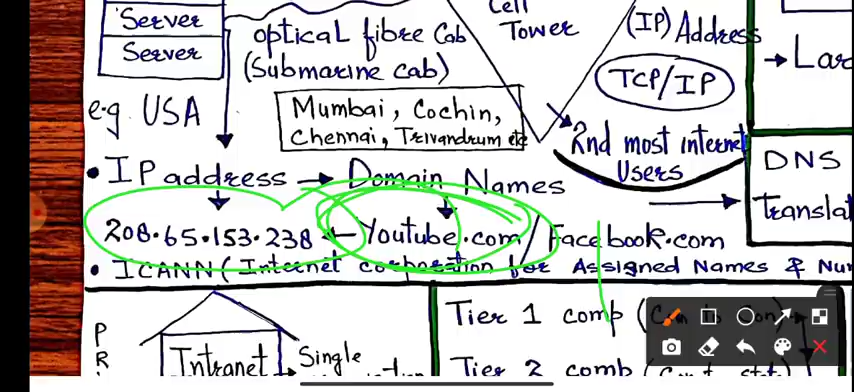 Server
Server
optical fibre Cab
(Submarine cab)
Cell
Tower
(IP) Address
TCP/IP
e.g. USA
Mumbai, Cochin,
Chennai, Trivandrum etc
2nd most internet
Users
• IP address → Domain Names
208.65.153.238 ← Youtube.com / Facebook.com
• ICANN (Internet corporation for Assigned Names & Num
→ Lar
DNS
translat
P
R
Intranet → Single
Tier 1 comp
Tier 2 comp